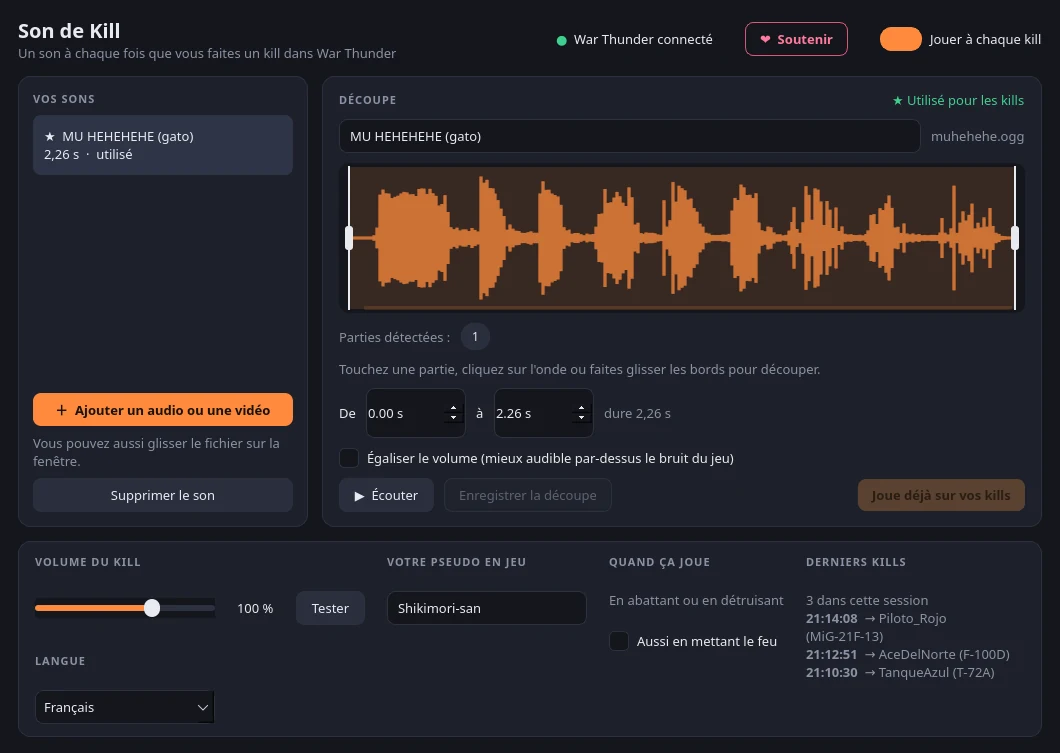 Son de Kill
Un son à chaque fois que vous faites un kill dans War Thunder
War Thunder connecté
❤ Soutenir
Jouer à chaque kill
VOS SONS
★ MU HEHEHEHE (gato)
2,26 s · utilisé
+ Ajouter un audio ou une vidéo
Vous pouvez aussi glisser le fichier sur la
fenêtre.
Supprimer le son
DÉCOUPE
★ Utilisé pour les kills
MU HEHEHEHE (gato)
muhehehe.ogg
Parties détectées :
1
Touchez une partie, cliquez sur l'onde ou faites glisser les bords pour découper.
De
0.00 s
à
2.26 s
dure 2,26 s
Égaliser le volume (mieux audible par-dessus le bruit du jeu)
▶ Écouter
Enregistrer la découpe
Joue déjà sur vos kills
VOLUME DU KILL
100 %
Tester
LANGUE
Français
VOTRE PSEUDO EN JEU
Shikimori-san
QUAND ÇA JOUE
En abattant ou en détruisant
Aussi en mettant le feu
DERNIERS KILLS
3 dans cette session
21:14:08 → Piloto_Rojo
(MiG-21F-13)
21:12:51 → AceDelNorte (F-100D)
21:10:30 → TanqueAzul (T-72A)